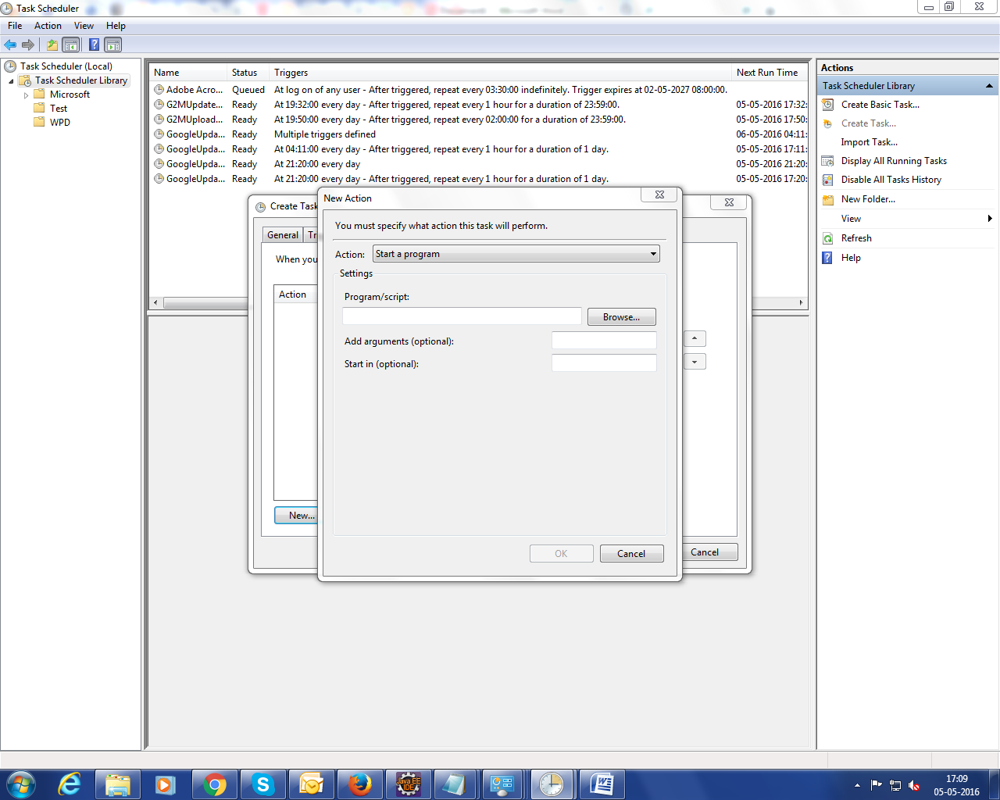 Task Scheduler
File Action View Help
Task Scheduler (Local)
Task Scheduler Library
Microsoft
Test
WPD
Name Status Triggers Next Run Time
Adobe Acro... Queued At log on of any user - After triggered, repeat every 03:30:00 indefinitely. Trigger expires at 02-05-2027 08:00:00.
G2MUpdate... Ready At 19:32:00 every day - After triggered, repeat every 1 hour for a duration of 23:59:00. 05-05-2016 17:32:
G2MUpload... Ready At 19:50:00 every day - After triggered, repeat every 02:00:00 for a duration of 23:59:00. 05-05-2016 17:50:
GoogleUpda... Ready Multiple triggers defined 06-05-2016 04:11:
GoogleUpda... Ready At 04:11:00 every day - After triggered, repeat every 1 hour for a duration of 1 day. 05-05-2016 17:11:
GoogleUpda... Ready At 21:20:00 every day 05-05-2016 21:20:
GoogleUpda... Ready At 21:20:00 every day - After triggered, repeat every 1 hour for a duration of 1 day. 05-05-2016 17:20:
Create Task
General Tr
When you
Action
New...
Cancel
New Action
You must specify what action this task will perform.
Action: Start a program
Settings
Program/script:
Browse...
Add arguments (optional):
Start in (optional):
OK Cancel
Actions
Task Scheduler Library
Create Basic Task...
Create Task...
Import Task...
Display All Running Tasks
Disable All Tasks History
New Folder...
View
Refresh
Help
Java EE
IDE
17:09
05-05-2016